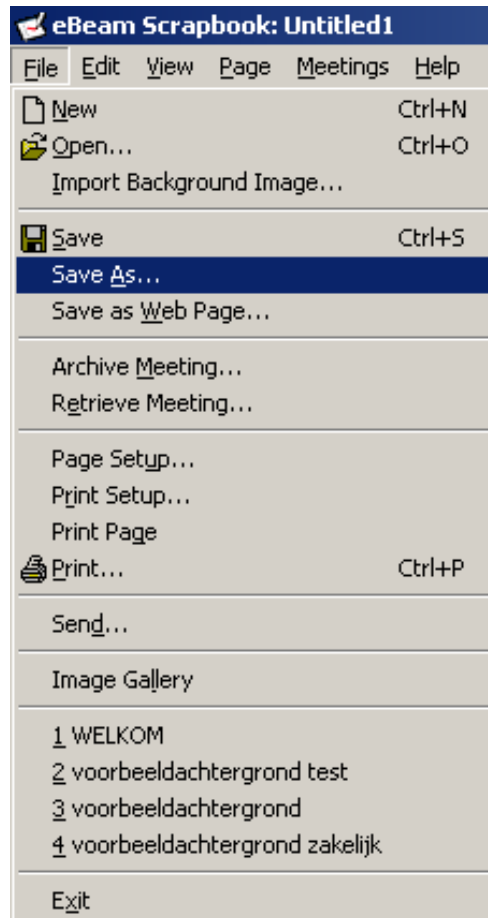 eBeam Scrapbook: Untitled1
File Edit View Page Meetings Help
New Ctrl+N
Open... Ctrl+O
Import Background Image...
Save Ctrl+S
Save As...
Save as Web Page...
Archive Meeting...
Retrieve Meeting...
Page Setup...
Print Setup...
Print Page
Print... Ctrl+P
Send...
Image Gallery
1 WELKOM
2 voorbeeldachtergrond test
3 voorbeeldachtergrond
4 voorbeeldachtergrond zakelijk
Exit